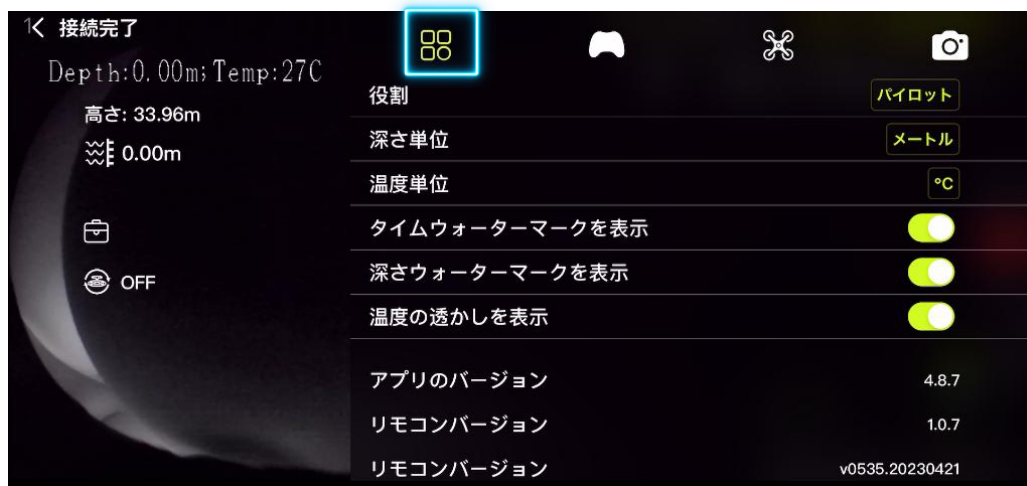 接続完了
Depth:0.00m;Temp:27C
高さ: 33.96m
0.00m
OFF
役割 パイロット
深さ単位 メートル
温度単位 °C
タイムウォーターマークを表示
深さウォーターマークを表示
温度の透かしを表示
アプリのバージョン 4.8.7
リモコンバージョン 1.0.7
リモコンバージョン v0535.20230421